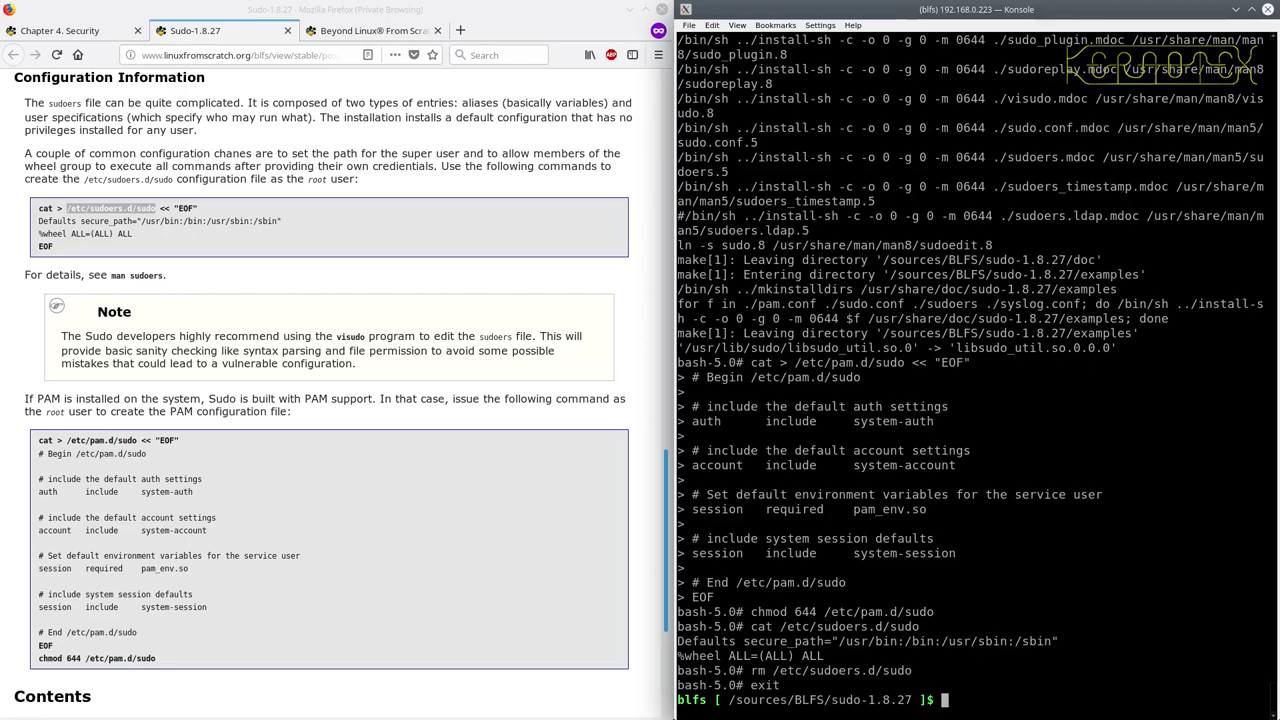 Sudo-1.8.27 - Mozilla Firefox (Private Browsing)
Chapter 4. Security
Sudo-1.8.27
Beyond Linux® From Scra
www.linuxfromscratch.org/blfs/view/stable/pos
Search
Configuration Information
The sudoers file can be quite complicated. It is composed of two types of entries: aliases (basically variables) and
user specifications (which specify who may run what). The installation installs a default configuration that has no
privileges installed for any user.
A couple of common configuration chanes are to set the path for the super user and to allow members of the
wheel group to execute all commands after providing their own credentials. Use the following commands to
create the /etc/sudoers.d/sudo configuration file as the root user:
cat > /etc/sudoers.d/sudo << "EOF"
Defaults secure_path="/usr/bin:/bin:/usr/sbin:/sbin"
%wheel ALL=(ALL) ALL
EOF
For details, see man sudoers.
Note
The Sudo developers highly recommend using the visudo program to edit the sudoers file. This will
provide basic sanity checking like syntax parsing and file permission to avoid some possible
mistakes that could lead to a vulnerable configuration.
If PAM is installed on the system, Sudo is built with PAM support. In that case, issue the following command as
the root user to create the PAM configuration file:
cat > /etc/pam.d/sudo << "EOF"
# Begin /etc/pam.d/sudo
# include the default auth settings
auth      include     system-auth
# include the default account settings
account   include     system-account
# Set default environment variables for the service user
session   required    pam_env.so
# include system session defaults
session   include     system-session
# End /etc/pam.d/sudo
EOF
chmod 644 /etc/pam.d/sudo
Contents
(blfs) 192.168.0.223 — Konsole
File Edit View Bookmarks Settings Help
/bin/sh ../install-sh -c -o 0 -g 0 -m 0644 ./sudo_plugin.mdoc /usr/share/man/man
8/sudo_plugin.8
/bin/sh ../install-sh -c -o 0 -g 0 -m 0644 ./sudoreplay.mdoc /usr/share/man/man8
/sudoreplay.8
/bin/sh ../install-sh -c -o 0 -g 0 -m 0644 ./visudo.mdoc /usr/share/man/man8/vis
udo.8
/bin/sh ../install-sh -c -o 0 -g 0 -m 0644 ./sudo.conf.mdoc /usr/share/man/man5/
sudo.conf.5
/bin/sh ../install-sh -c -o 0 -g 0 -m 0644 ./sudoers.mdoc /usr/share/man/man5/su
doers.5
/bin/sh ../install-sh -c -o 0 -g 0 -m 0644 ./sudoers_timestamp.mdoc /usr/share/m
an/man5/sudoers_timestamp.5
#/bin/sh ../install-sh -c -o 0 -g 0 -m 0644 ./sudoers.ldap.mdoc /usr/share/man/m
an5/sudoers.ldap.5
ln -s sudo.8 /usr/share/man/man8/sudoedit.8
make[1]: Leaving directory '/sources/BLFS/sudo-1.8.27/doc'
make[1]: Entering directory '/sources/BLFS/sudo-1.8.27/examples'
/bin/sh ../mkinstalldirs /usr/share/doc/sudo-1.8.27/examples
for f in ./pam.conf ./sudo.conf ./sudoers ./syslog.conf; do /bin/sh ../install-s
h -c -o 0 -g 0 -m 0644 $f /usr/share/doc/sudo-1.8.27/examples; done
make[1]: Leaving directory '/sources/BLFS/sudo-1.8.27/examples'
'/usr/lib/sudo/libsudo_util.so.0' -> 'libsudo_util.so.0.0.0'
bash-5.0# cat > /etc/pam.d/sudo << "EOF"
> # Begin /etc/pam.d/sudo
>
> # include the default auth settings
> auth      include     system-auth
>
> # include the default account settings
> account   include     system-account
>
> # Set default environment variables for the service user
> session   required    pam_env.so
>
> # include system session defaults
> session   include     system-session
>
> # End /etc/pam.d/sudo
> EOF
bash-5.0# chmod 644 /etc/pam.d/sudo
bash-5.0# cat /etc/sudoers.d/sudo
Defaults secure_path="/usr/bin:/bin:/usr/sbin:/sbin"
%wheel ALL=(ALL) ALL
bash-5.0# rm /etc/sudoers.d/sudo
bash-5.0# exit
blfs [ /sources/BLFS/sudo-1.8.27 ]$